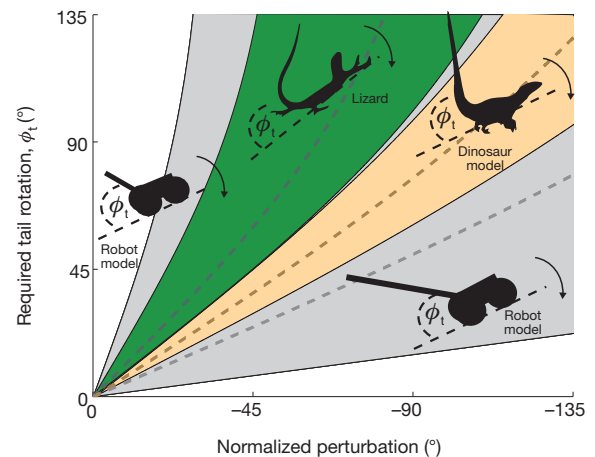 135
90
45
0
Required tail rotation, ϕt (°)
ϕt
Lizard
ϕt
Dinosaur
model
ϕt
Robot
model
ϕt
Robot
model
0
−45
−90
−135
Normalized perturbation (°)